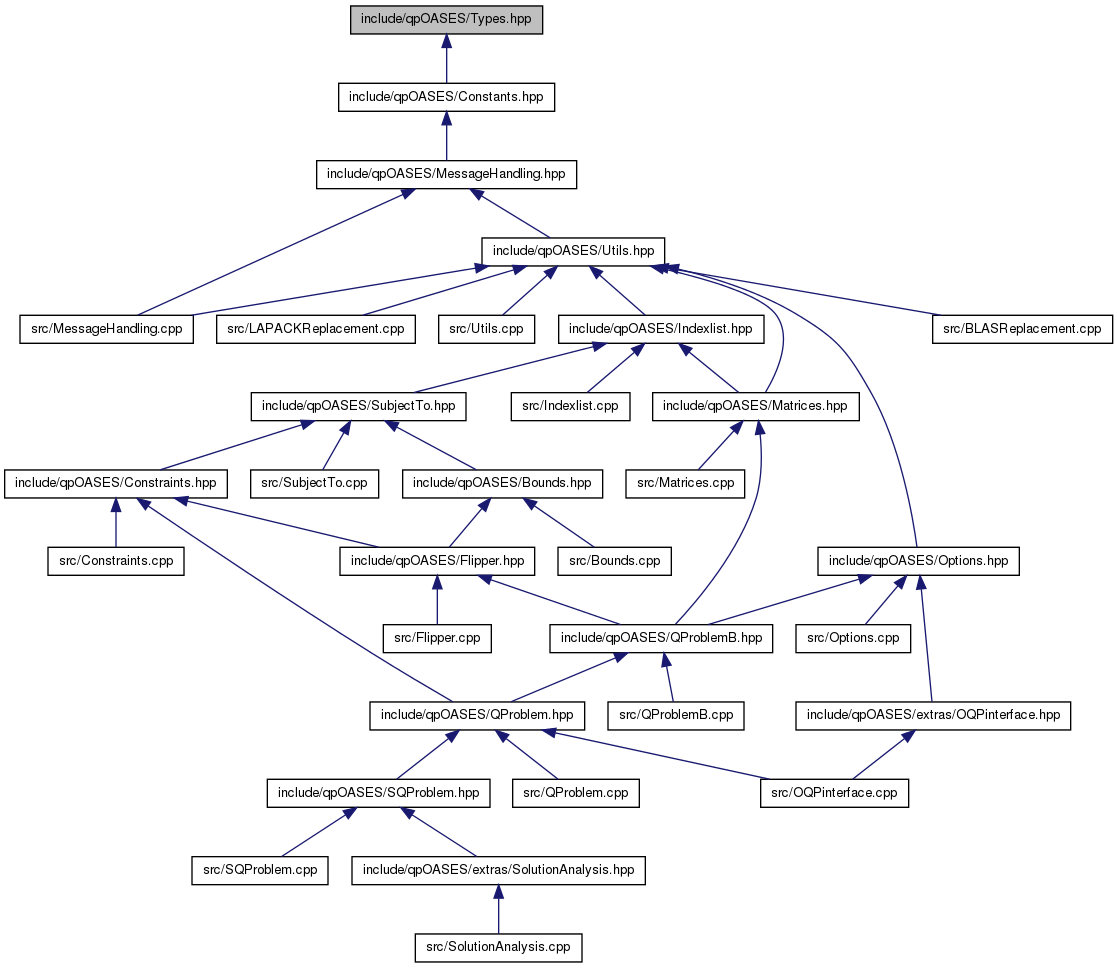 include/qpOASES/Types.hpp
include/qpOASES/Constants.hpp
include/qpOASES/MessageHandling.hpp
include/qpOASES/Utils.hpp
src/MessageHandling.cpp
src/LAPACKReplacement.cpp
src/Utils.cpp
include/qpOASES/Indexlist.hpp
src/BLASReplacement.cpp
include/qpOASES/SubjectTo.hpp
src/Indexlist.cpp
include/qpOASES/Matrices.hpp
include/qpOASES/Constraints.hpp
src/SubjectTo.cpp
include/qpOASES/Bounds.hpp
src/Matrices.cpp
src/Constraints.cpp
include/qpOASES/Flipper.hpp
src/Bounds.cpp
include/qpOASES/Options.hpp
src/Flipper.cpp
include/qpOASES/QProblemB.hpp
src/Options.cpp
include/qpOASES/QProblem.hpp
src/QProblemB.cpp
include/qpOASES/extras/OQPinterface.hpp
include/qpOASES/SQProblem.hpp
src/QProblem.cpp
src/OQPinterface.cpp
src/SQProblem.cpp
include/qpOASES/extras/SolutionAnalysis.hpp
src/SolutionAnalysis.cpp